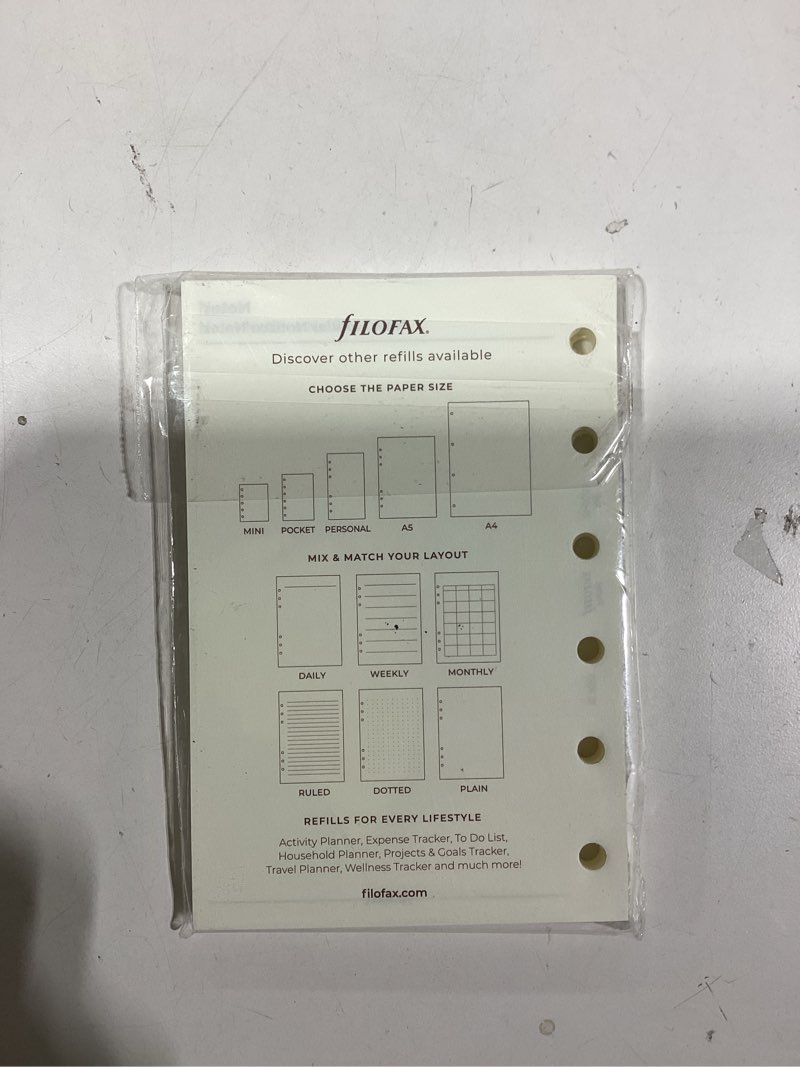 fILOFAX®
Discover other refills available
CHOOSE THE PAPER SIZE
MINI POCKET PERSONAL A5 A4
MIX & MATCH YOUR LAYOUT
DAILY WEEKLY MONTHLY
RULED DOTTED PLAIN
REFILLS FOR EVERY LIFESTYLE
Activity Planner, Expense Tracker, To Do List,
Household Planner, Projects & Goals Tracker,
Travel Planner, Wellness Tracker and much more!
filofax.com